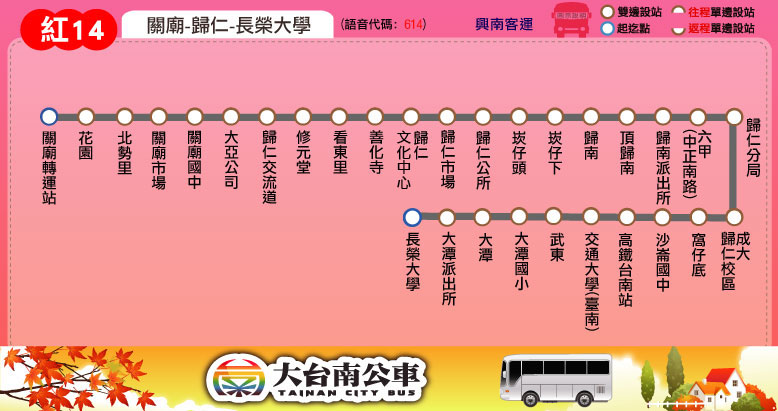 紅14
關廟-歸仁-長榮大學
(語音代碼: 614)
興南客運
雙邊設站
往程單邊設站
起迄點
返程單邊設站
關廟轉運站
花園
北勢里
關廟市場
關廟國中
大亞公司
歸仁交流道
修元堂
看東里
善化寺
歸仁
文化中心
歸仁市場
歸仁公所
崁仔頭
崁仔下
歸南
頂歸南
歸南派出所
六甲
(中正南路)
歸仁分局
成大
歸仁校區
窩仔底
沙崙國中
高鐵台南站
交通大學(臺南)
武東
大潭國小
大潭
大潭派出所
長榮大學
大台南公車
TAINAN CITY BUS